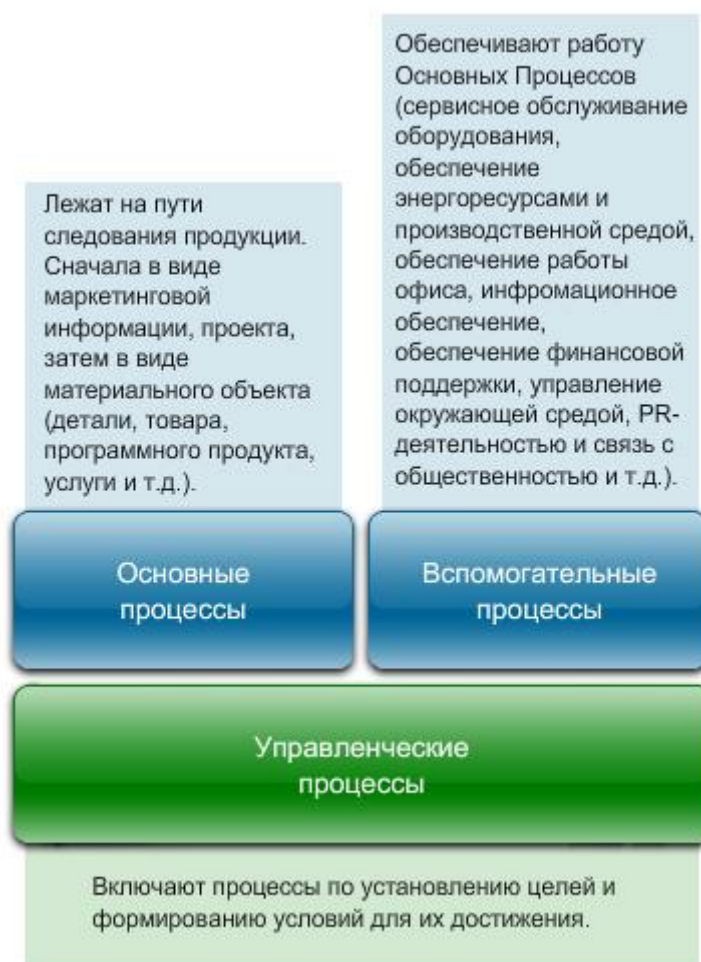 Лежат на пути
следования продукции.
Сначала в виде
маркетинговой
информации, проекта,
затем в виде
материального объекта
(детали, товара,
программного продукта,
услуги и т.д.).
Обеспечивают работу
Основных Процессов
(сервисное обслуживание
оборудования,
обеспечение
энергоресурсами и
производственной средой,
обеспечение работы
офиса, инфромационное
обеспечение,
обеспечение финансовой
поддержки, управление
окружающей средой, PR-
деятельностью и связь с
общественностью и т.д.).
Основные
процессы
Вспомогательные
процессы
Управленческие
процессы
Включают процессы по установлению целей и
формированию условий для их достижения.